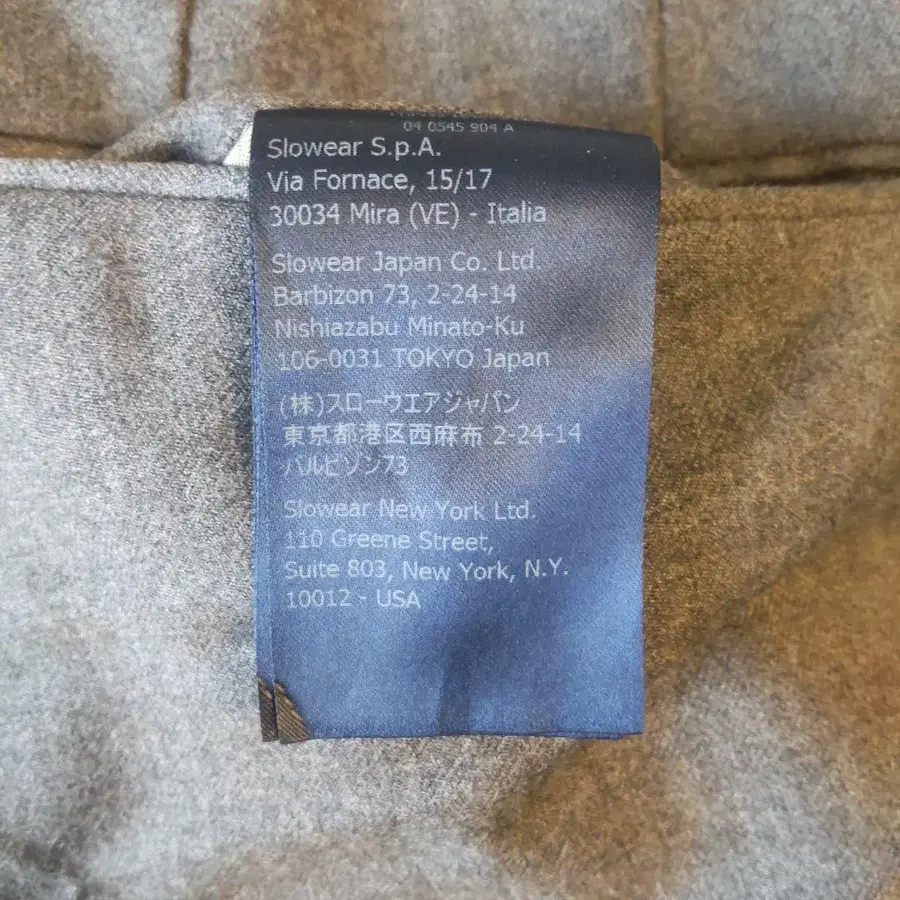 04 0545 904 A
Slowear S.p.A.
Via Fornace, 15/17
30034 Mira (VE) - Italia
Slowear Japan Co. Ltd.
Barbizon 73, 2-24-14
Nishiazabu Minato-Ku
106-0031 TOKYO Japan
(株)スローウエアジャパン
東京都港区西麻布 2-24-14
バルビゾン73
Slowear New York Ltd.
110 Greene Street,
Suite 803, New York, N.Y.
10012 - USA